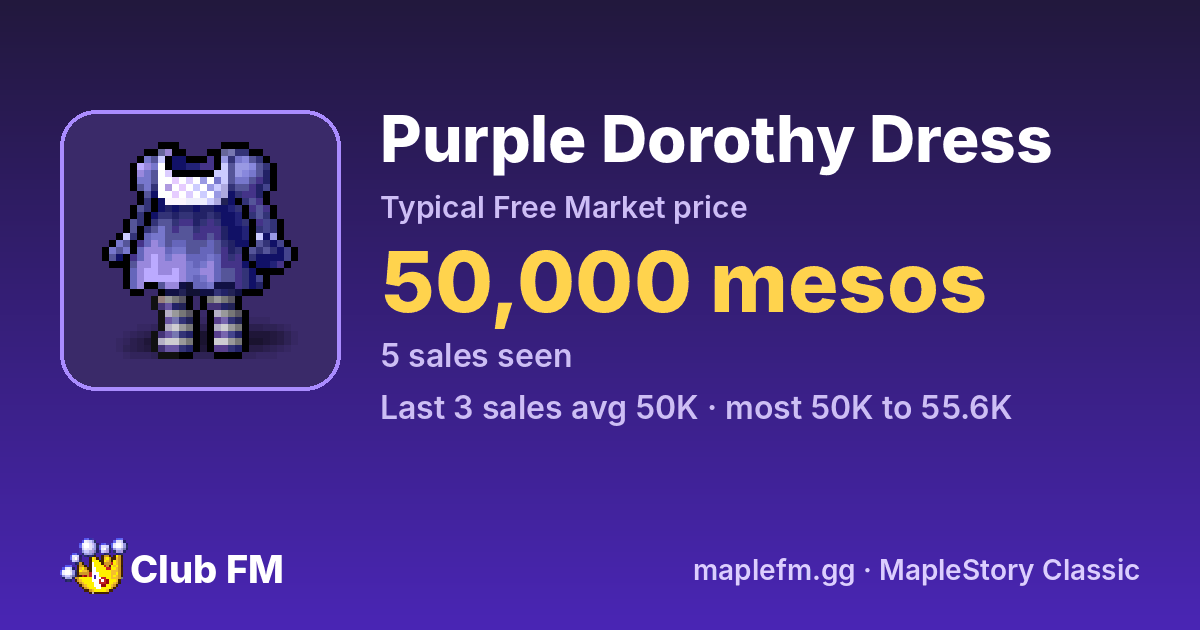 Purple Dorothy Dress
Typical Free Market price
50,000 mesos
5 sales seen
Last 3 sales avg 50K · most 50K to 55.6K
Club FM
maplefm.gg · MapleStory Classic